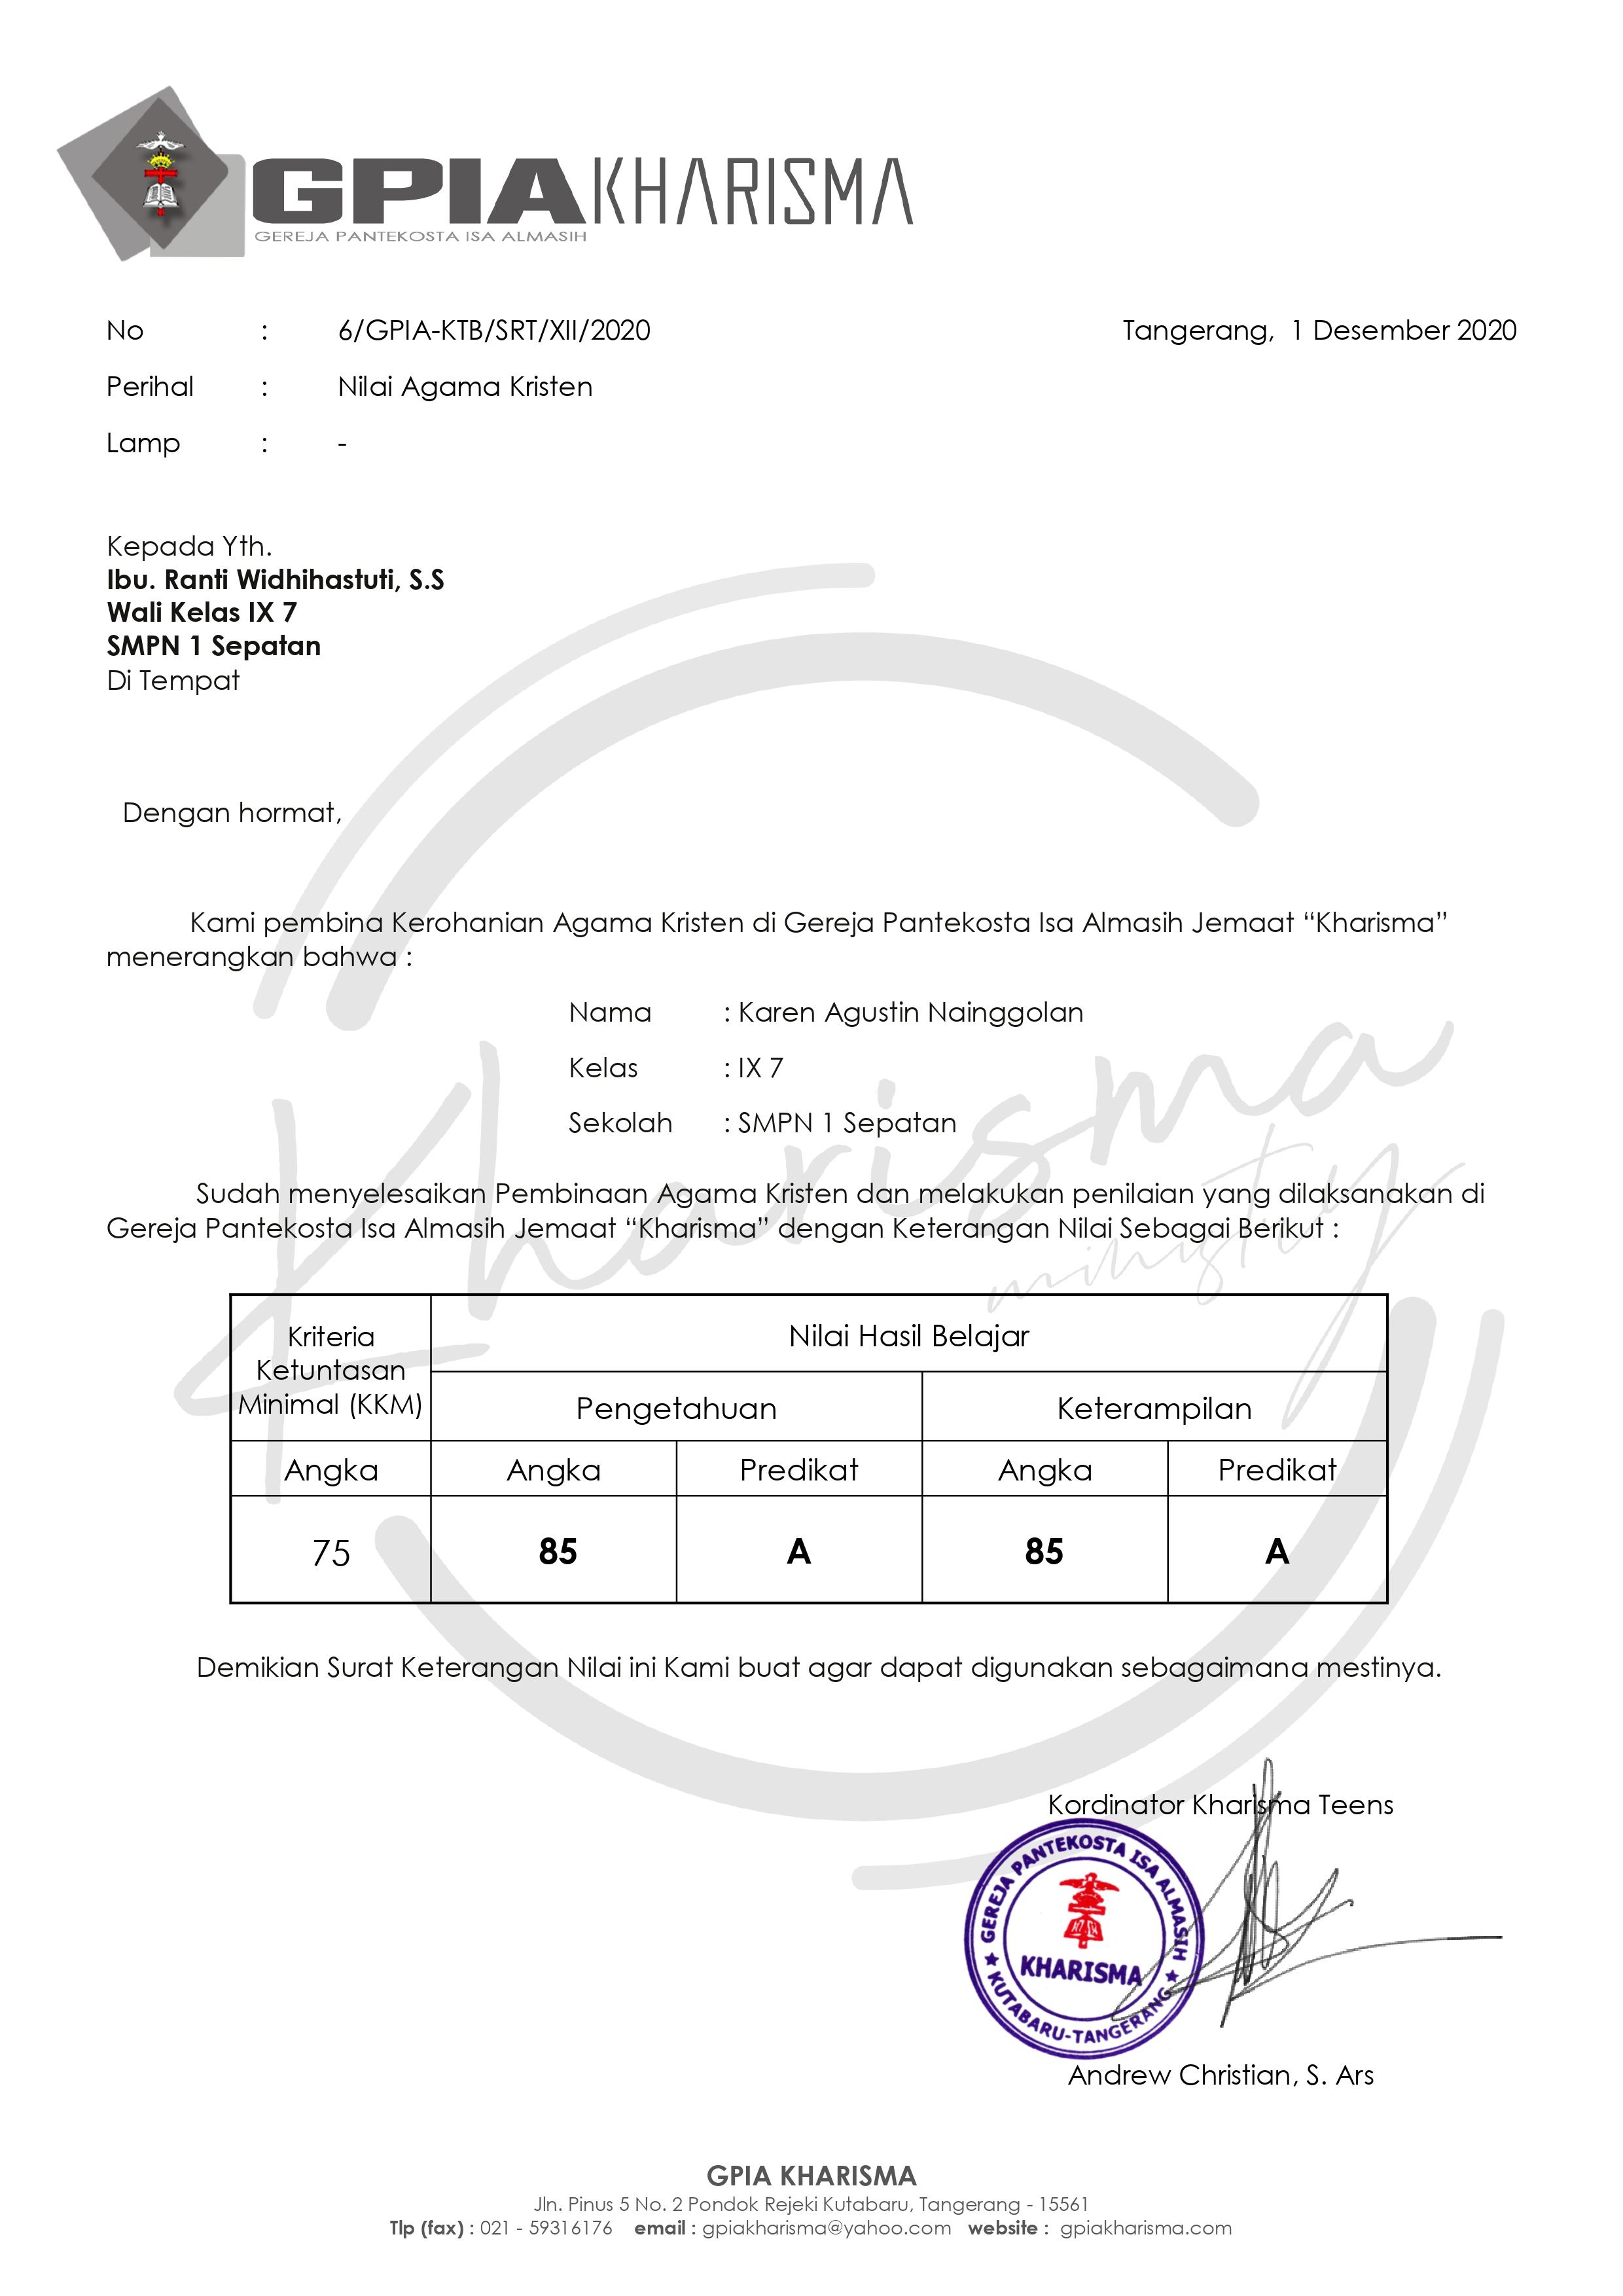 GPIA KHARISMA
GEREJA PANTEKOSTA ISA ALMASIH
No : 6/GPIA-KTB/SRT/XII/2020 Tangerang, 1 Desember 2020
Perihal : Nilai Agama Kristen
Lamp : -
Kepada Yth.
Ibu. Ranti Widhihastuti, S.S
Wali Kelas IX 7
SMPN 1 Sepatan
Di Tempat
Dengan hormat,
Kami pembina Kerohanian Agama Kristen di Gereja Pantekosta Isa Almasih Jemaat “Kharisma”
menerangkan bahwa :
Nama : Karen Agustin Nainggolan
Kelas : IX 7
Sekolah : SMPN 1 Sepatan
Kharisma
ministry
Sudah menyelesaikan Pembinaan Agama Kristen dan melakukan penilaian yang dilaksanakan di
Gereja Pantekosta Isa Almasih Jemaat “Kharisma” dengan Keterangan Nilai Sebagai Berikut :
Kriteria
Ketuntasan
Minimal (KKM)
Nilai Hasil Belajar
Pengetahuan Keterampilan
Angka Angka Predikat Angka Predikat
75 85 A 85 A
Demikian Surat Keterangan Nilai ini Kami buat agar dapat digunakan sebagaimana mestinya.
Kordinator Kharisma Teens
GEREJA PANTEKOSTA ISA ALMASIH
KHARISMA
KUTABARU-TANGERANG
Andrew Christian, S. Ars
GPIA KHARISMA
Jln. Pinus 5 No. 2 Pondok Rejeki Kutabaru, Tangerang - 15561
Tlp (fax) : 021 - 59316176 email : gpiakharisma@yahoo.com website : gpiakharisma.com